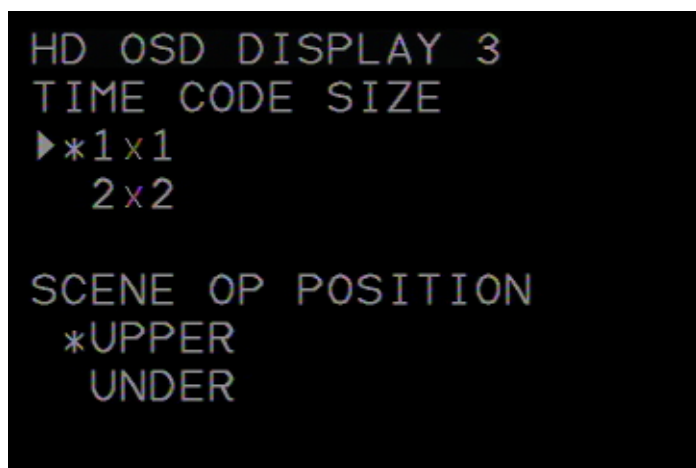 HD OSD DISPLAY 3
TIME CODE SIZE
▶*1x1
2x2
SCENE OP POSITION
*UPPER
UNDER